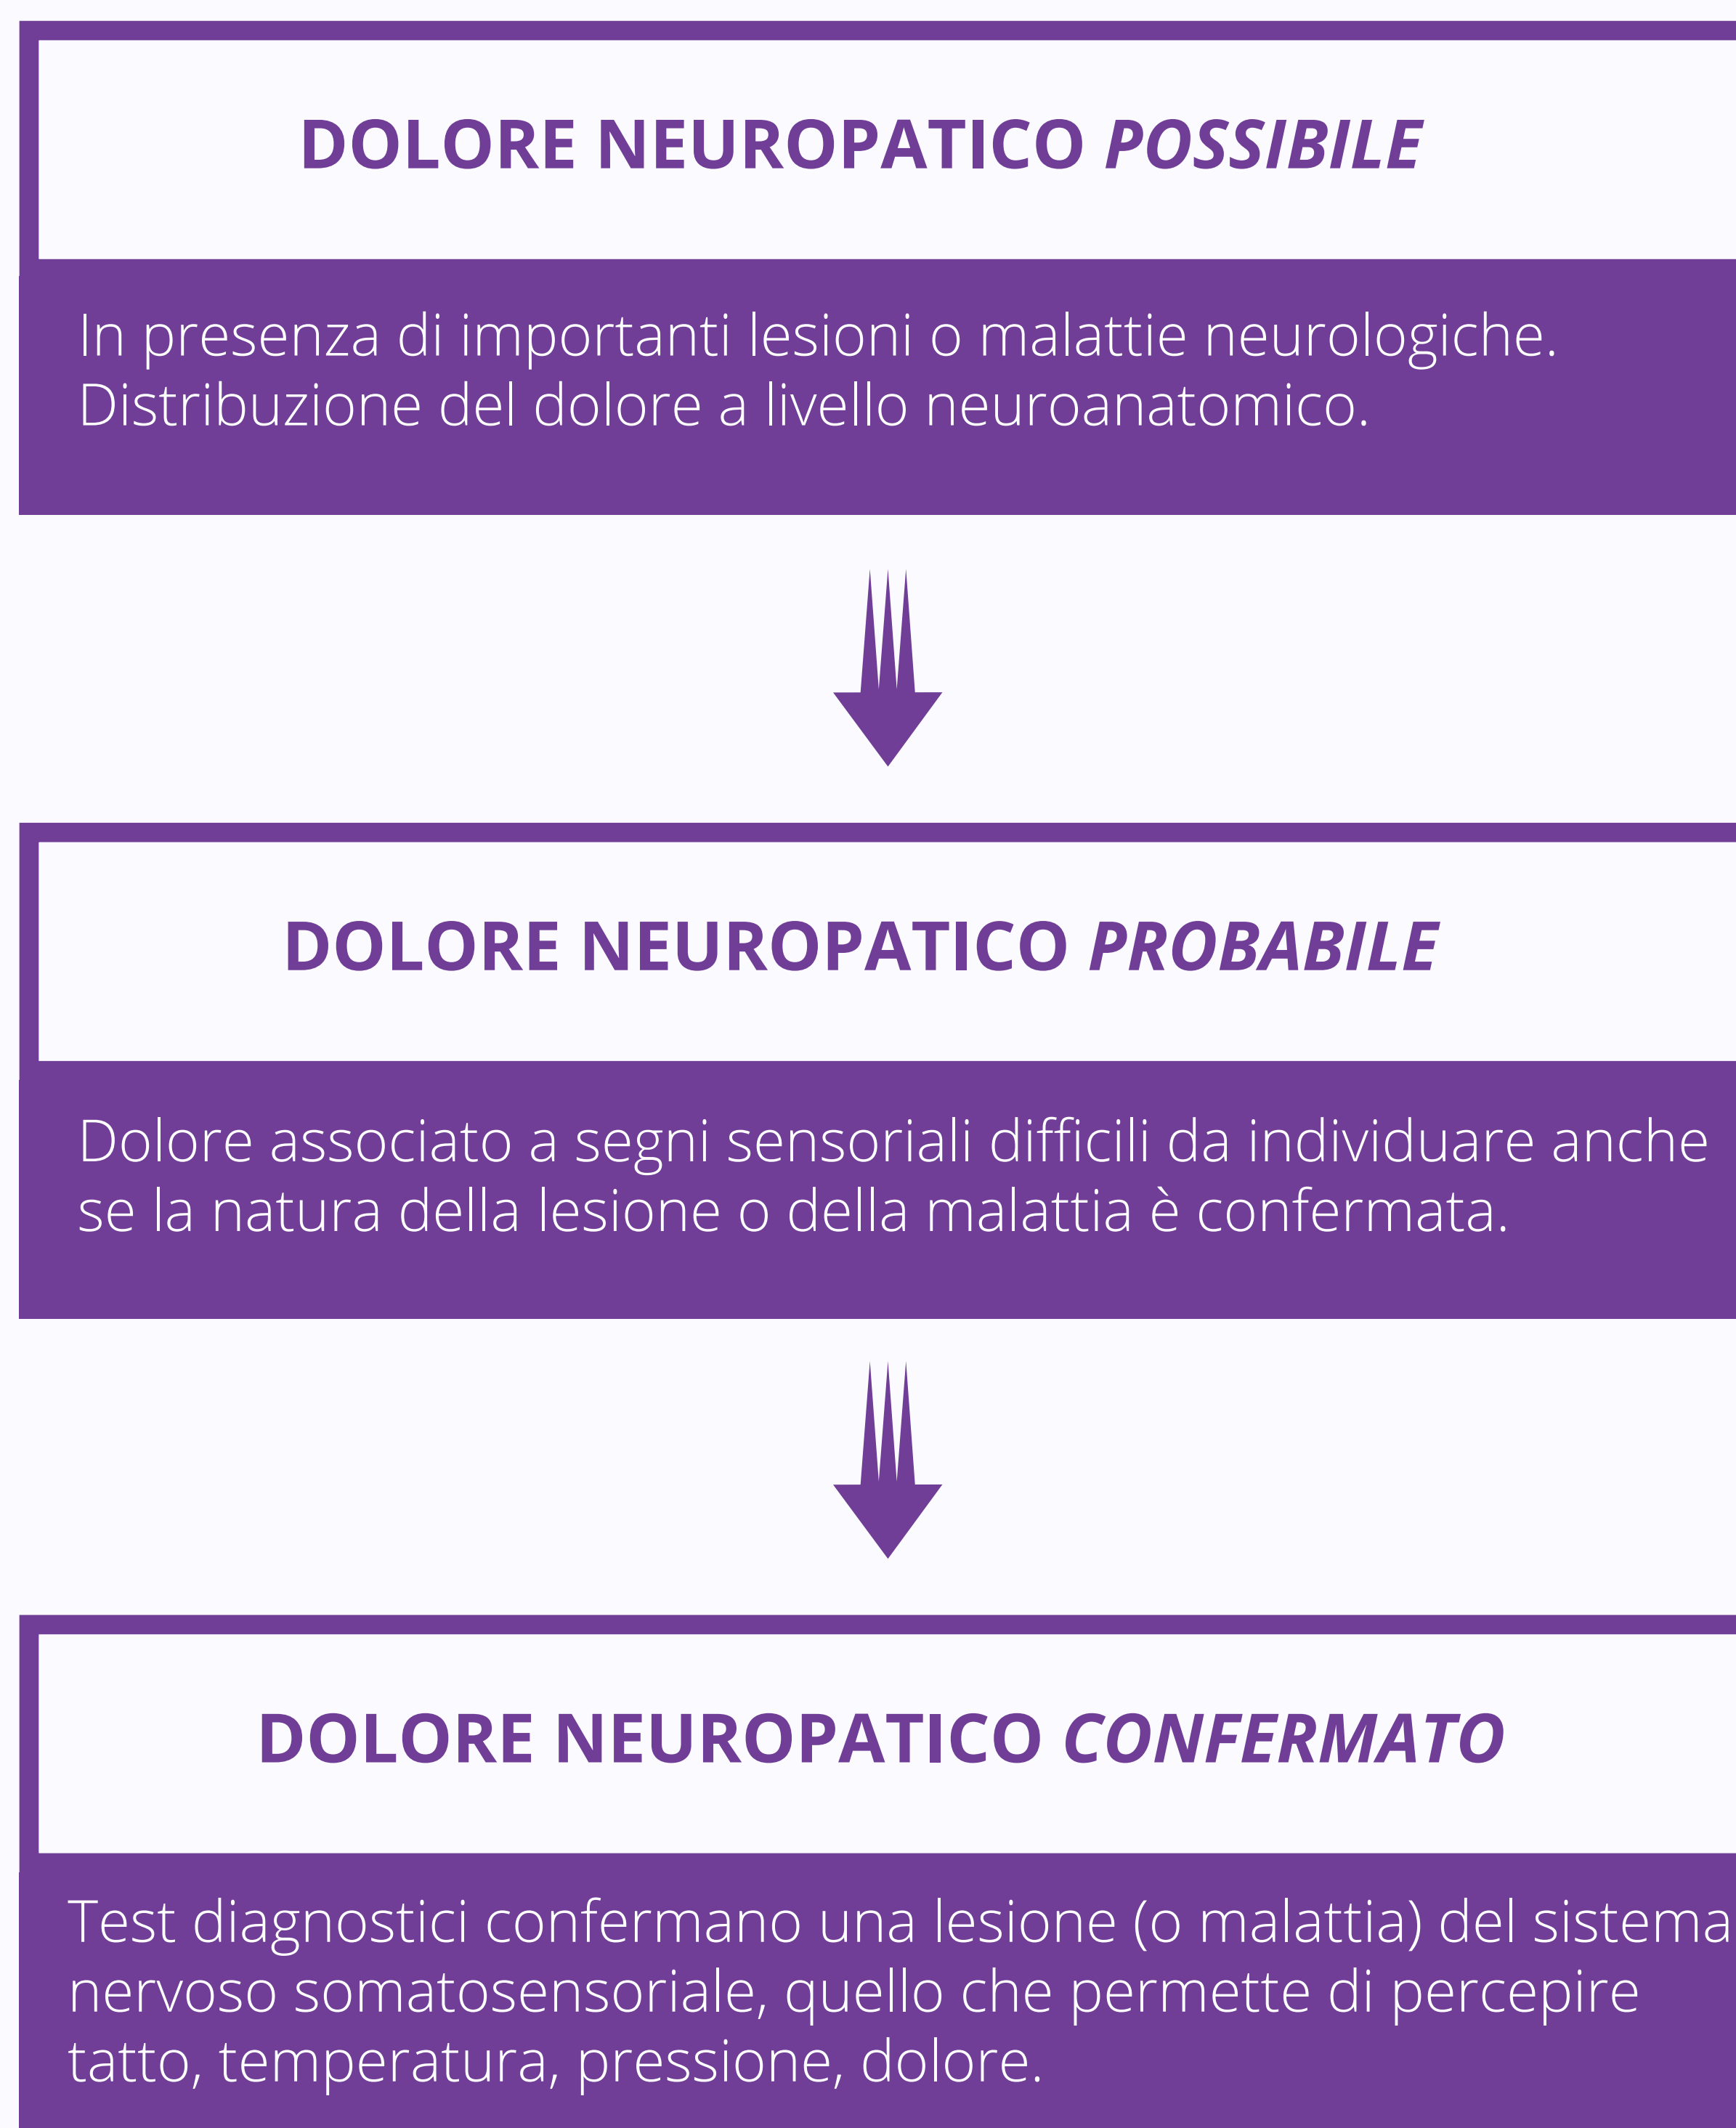 DOLORE NEUROPATICO POSSIBILE
In presenza di importanti lesioni o malattie neurologiche.
Distribuzione del dolore a livello neuroanatomico.
DOLORE NEUROPATICO PROBABILE
Dolore associato a segni sensoriali difficili da individuare anche
se la natura della lesione o della malattia è confermata.
DOLORE NEUROPATICO CONFERMATO
Test diagnostici confermano una lesione (o malattia) del sistema
nervoso somatosensoriale, quello che permette di percepire
tatto, temperatura, pressione, dolore.